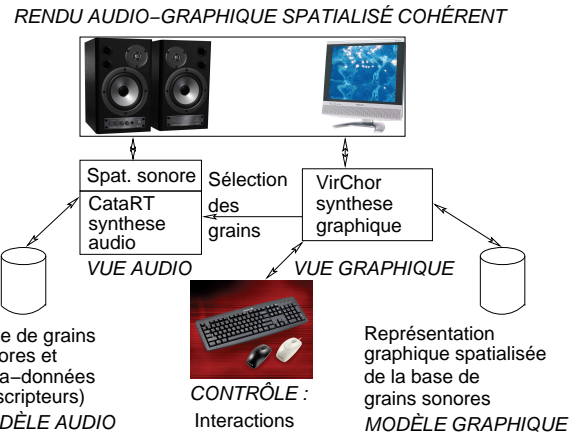 RENDU AUDIO–GRAPHIQUE SPATIALISÉ COHÉRENT
Spat. sonore
CataRT
synthese
audio
VUE AUDIO
Sélection
des
grains
VirChor
synthese
graphique
VUE GRAPHIQUE
e de grains
ores et
a–données
scripteurs)
DÈLE AUDIO
CONTRÔLE :
Interactions
Représentation
graphique spatialisée
de la base de
grains sonores
MODÈLE GRAPHIQUE